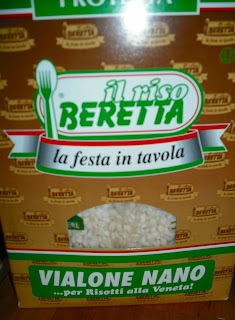 il riso
BERETTA
la festa in tavola
VIALONE NANO
...per Risotti alla Veneta!